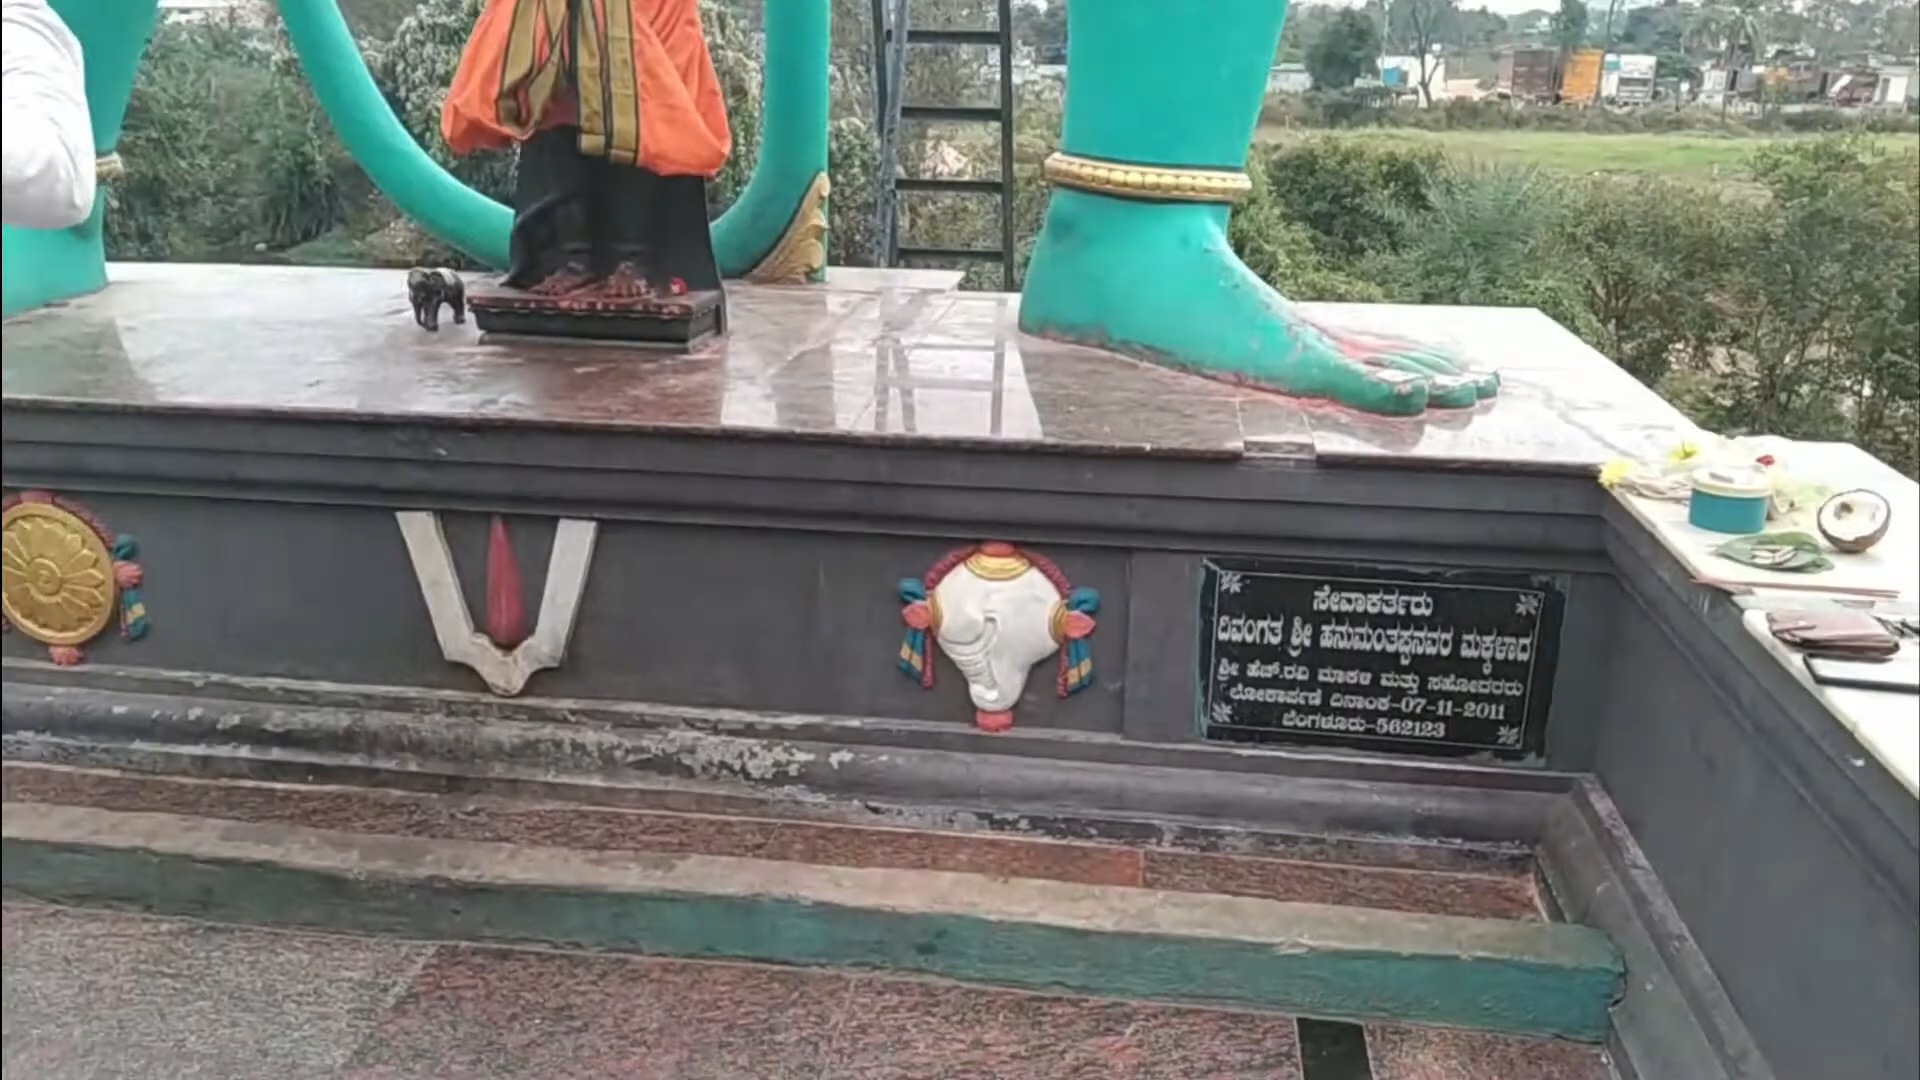 ಸೇವಾಕರ್ತರು
ದಿವಂಗತ ಶ್ರೀ ಹನುಮಂತಪ್ಪನವರ ಮಕ್ಕಳಾದ
ಶ್ರೀ ಹೆಚ್.ರವಿ ಮಾಕಳಿ ಮತ್ತು ಸಹೋದರರು
ಲೋಕಾರ್ಪಣೆ ದಿನಾಂಕ-07-11-2011
ಬೆಂಗಳೂರು-562123